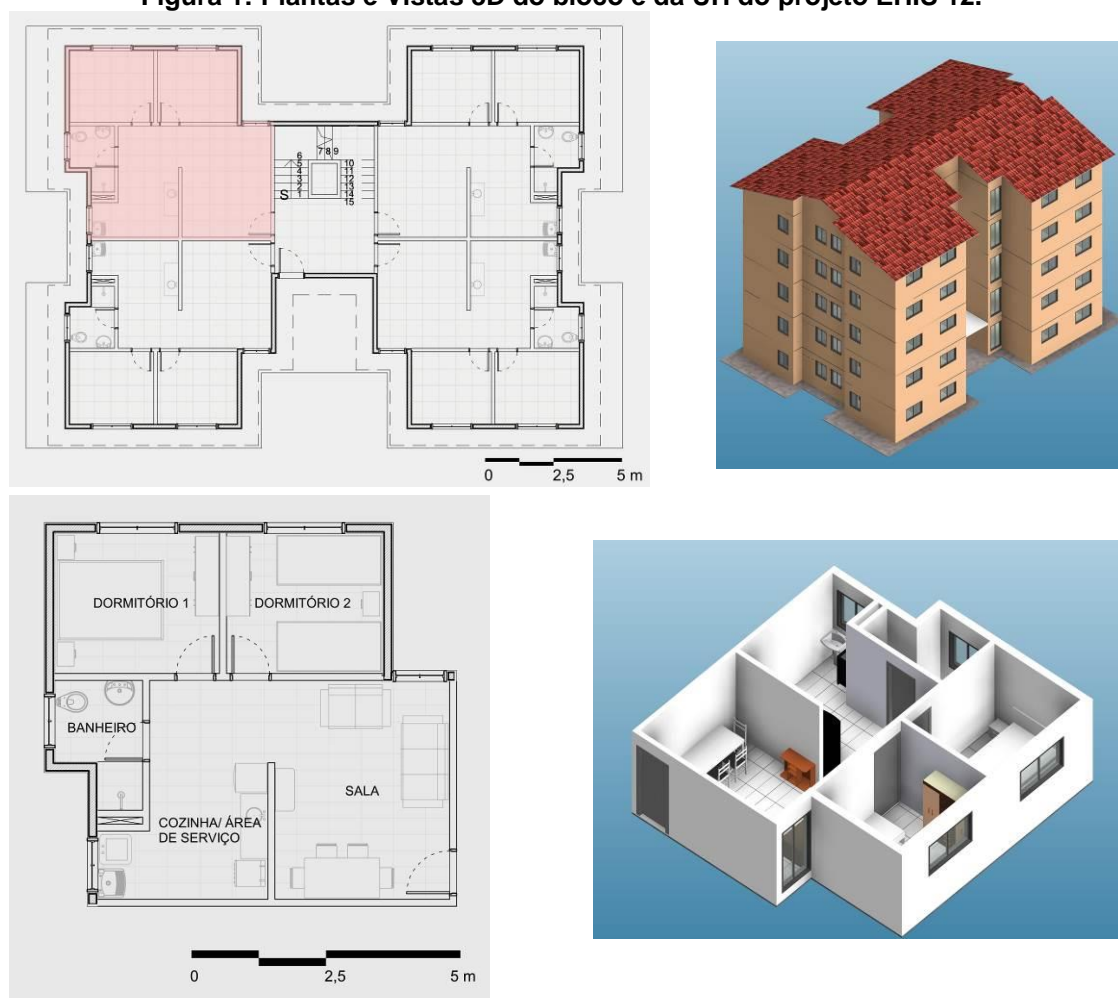 Figura 1: Plantas e Vistas 3D do bloco e da UH do projeto EHIS 12.
6
5
4
3
2
1
S
7 8 9
10
11
12
13
14
15
0 2,5 5 m
DORMITÓRIO 1
DORMITÓRIO 2
BANHEIRO
SALA
COZINHA/ ÁREA
DE SERVIÇO
0 2,5 5 m